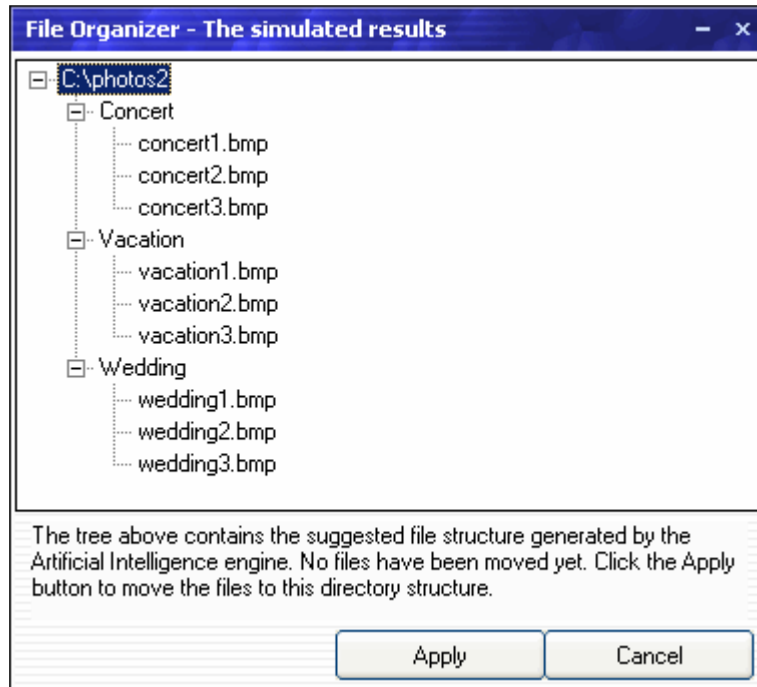 File Organizer - The simulated results
C:\photos2
Concert
concert1.bmp
concert2.bmp
concert3.bmp
Vacation
vacation1.bmp
vacation2.bmp
vacation3.bmp
Wedding
wedding1.bmp
wedding2.bmp
wedding3.bmp
The tree above contains the suggested file structure generated by the
Artificial Intelligence engine. No files have been moved yet. Click the Apply
button to move the files to this directory structure.
Apply
Cancel